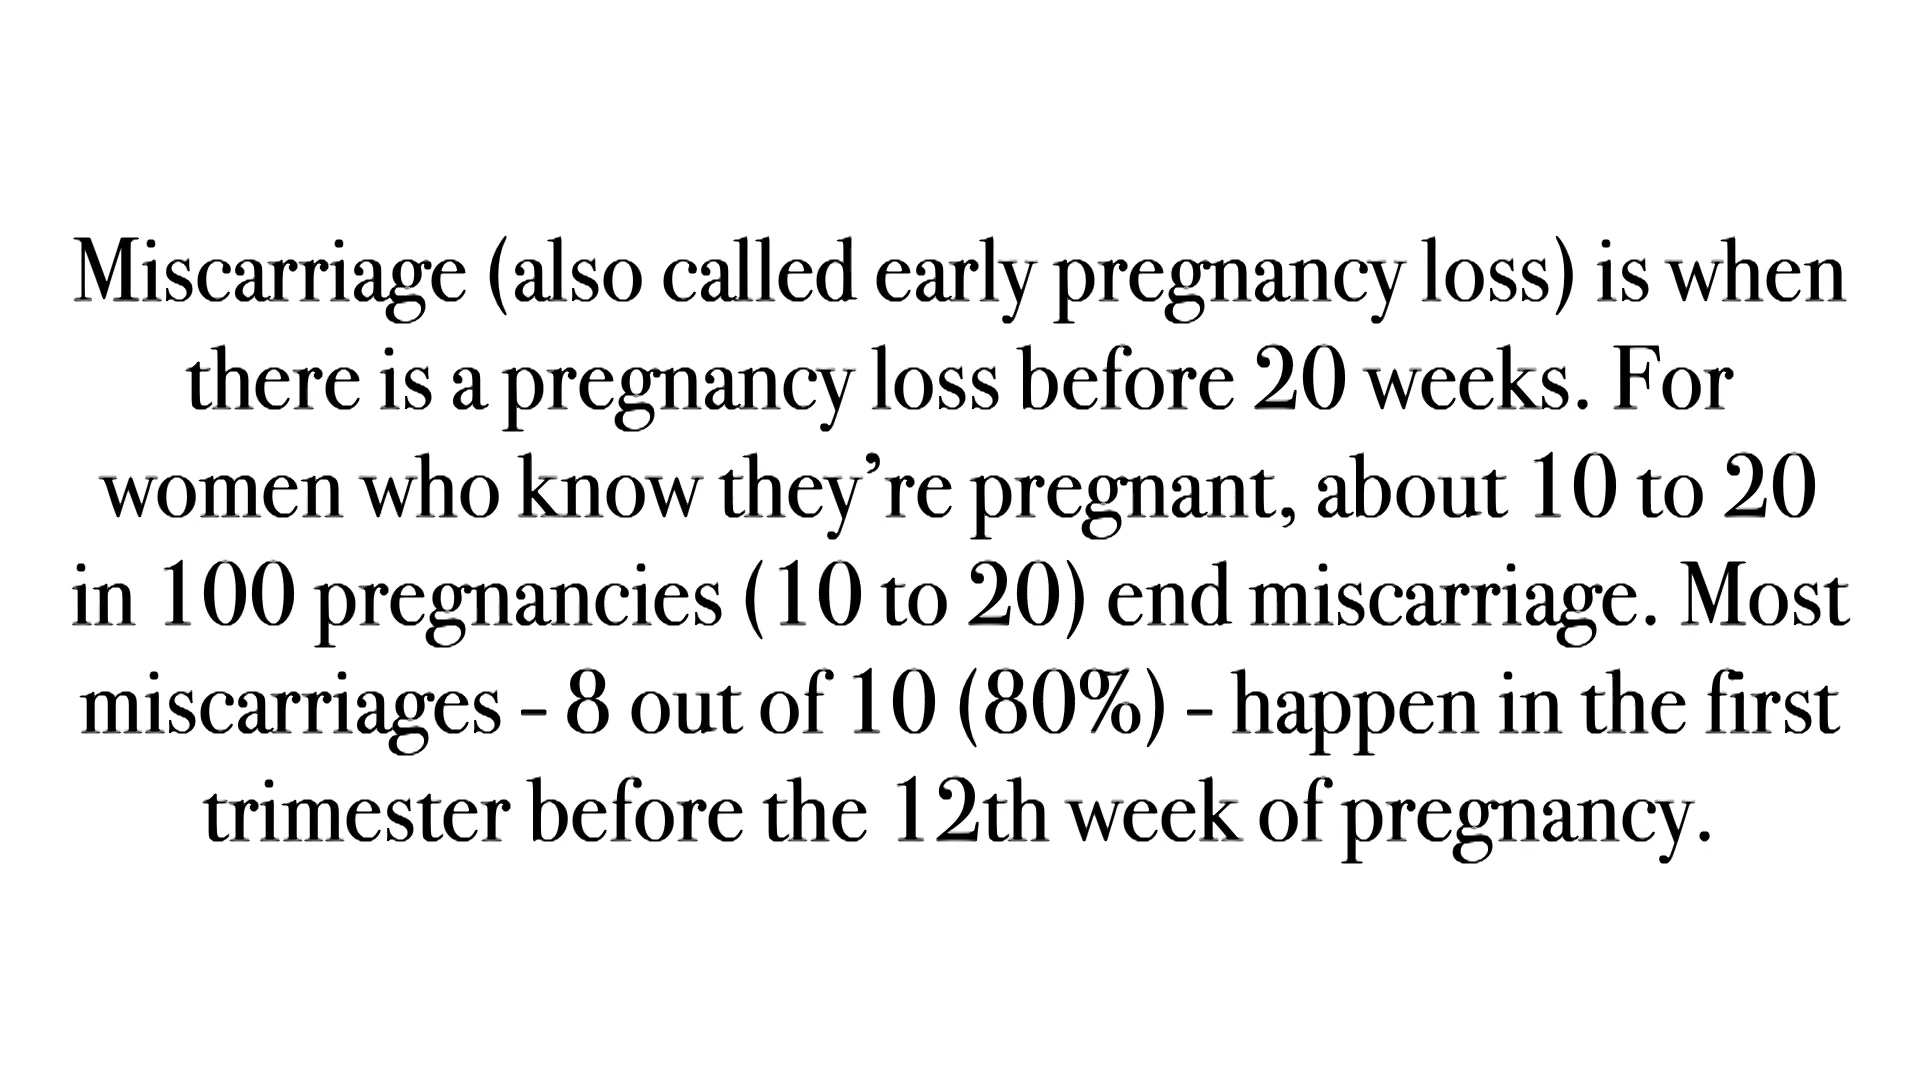 Miscarriage (also called early pregnancy loss) is when
there is a pregnancy loss before 20 weeks. For
women who know they’re pregnant, about 10 to 20
in 100 pregnancies (10 to 20) end miscarriage. Most
miscarriages - 8 out of 10 (80%) - happen in the first
trimester before the 12th week of pregnancy.